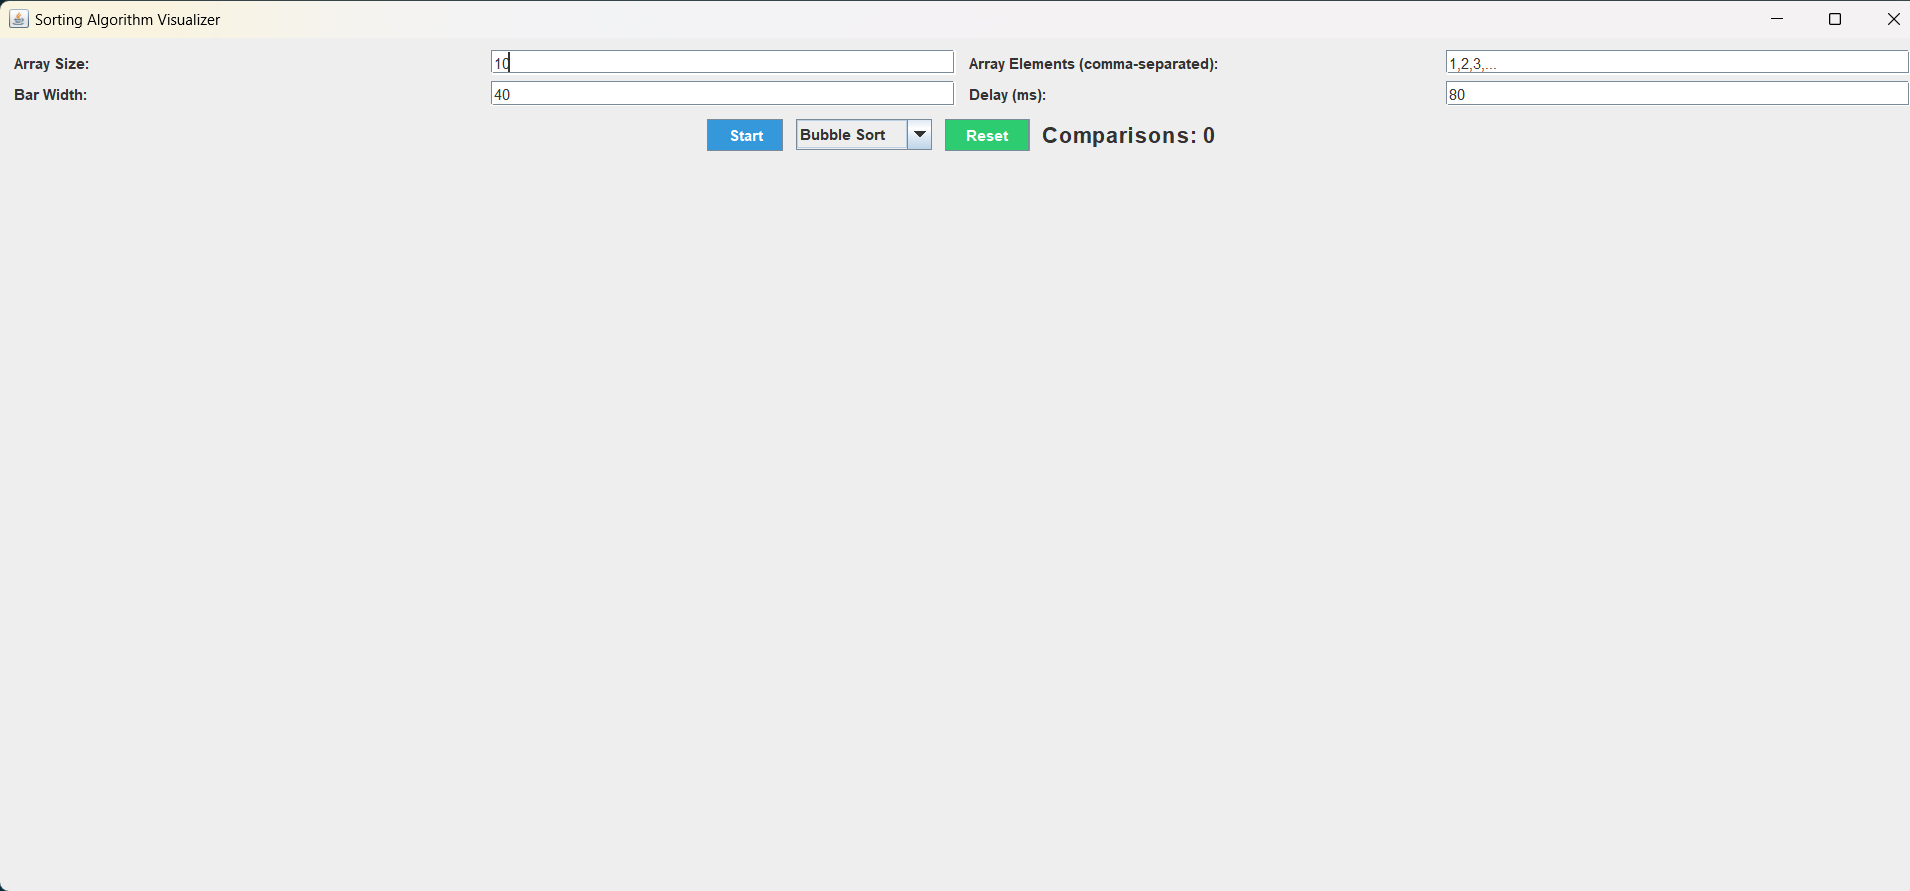 Sorting Algorithm Visualizer
Array Size: 10 Array Elements (comma-separated): 1,2,3,...
Bar Width: 40 Delay (ms): 80
Start Bubble Sort Reset Comparisons: 0